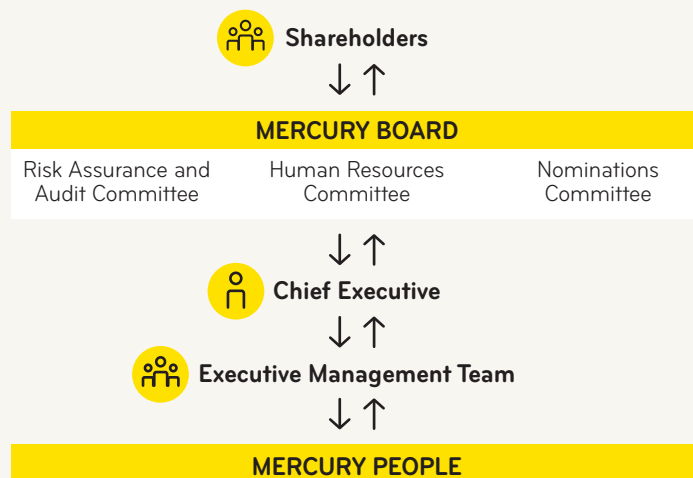 Shareholders
MERCURY BOARD
Risk Assurance and
Audit Committee
Human Resources
Committee
Nominations
Committee
Chief Executive
Executive Management Team
MERCURY PEOPLE